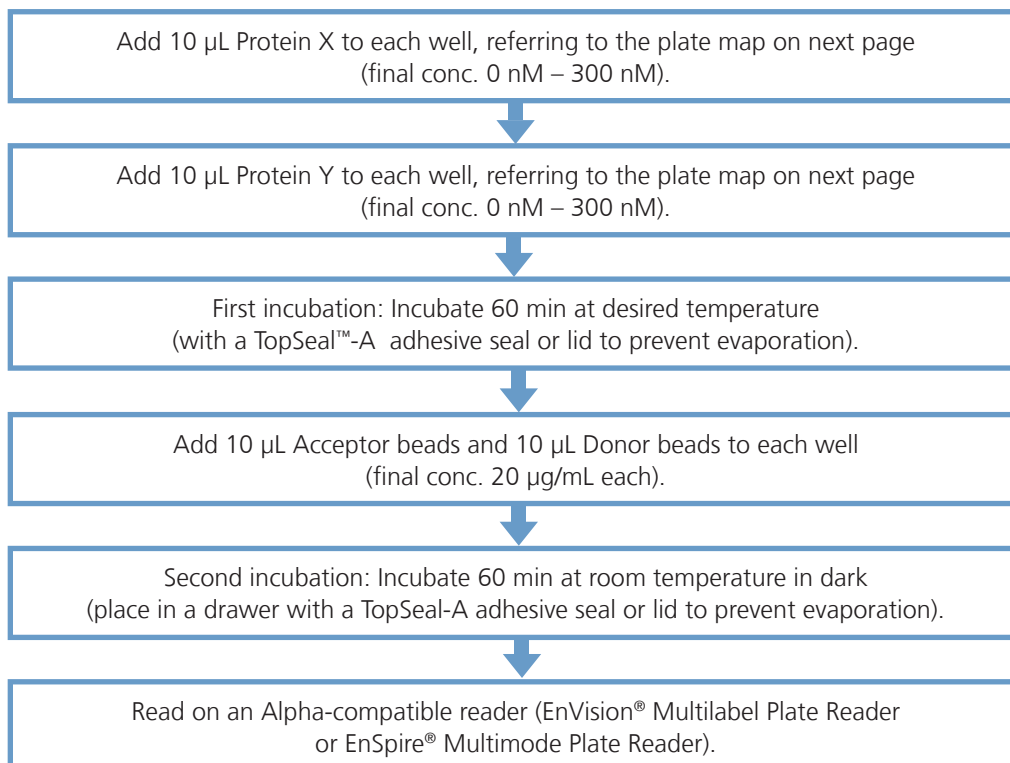 Add 10 µL Protein X to each well, referring to the plate map on next page
(final conc. 0 nM – 300 nM).
Add 10 µL Protein Y to each well, referring to the plate map on next page
(final conc. 0 nM – 300 nM).
First incubation: Incubate 60 min at desired temperature
(with a TopSeal™-A adhesive seal or lid to prevent evaporation).
Add 10 µL Acceptor beads and 10 µL Donor beads to each well
(final conc. 20 µg/mL each).
Second incubation: Incubate 60 min at room temperature in dark
(place in a drawer with a TopSeal-A adhesive seal or lid to prevent evaporation).
Read on an Alpha-compatible reader (EnVision® Multilabel Plate Reader
or EnSpire® Multimode Plate Reader).